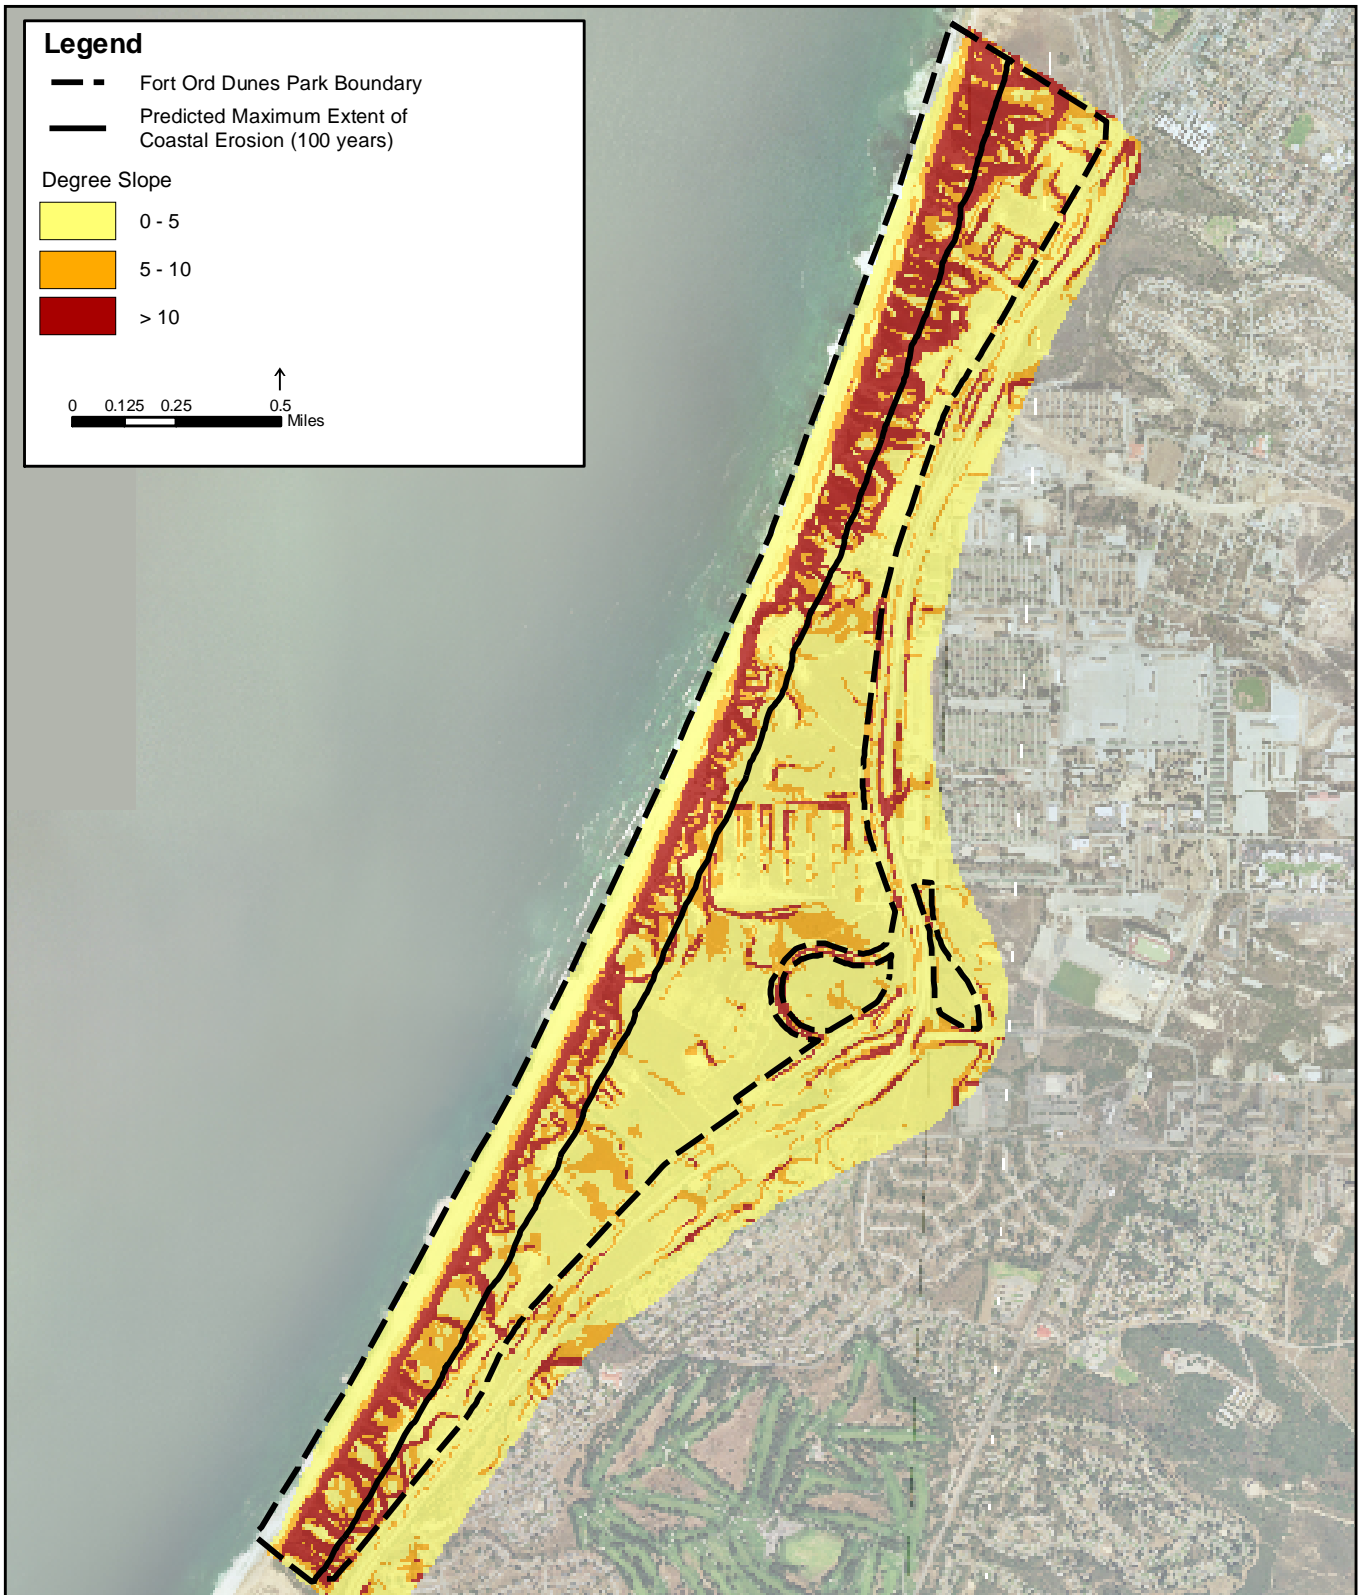 Legend
Fort Ord Dunes Park Boundary
Predicted Maximum Extent of
Coastal Erosion (100 years)
Degree Slope
0 - 5
5 - 10
> 10
0 0.125 0.25 0.5
Miles